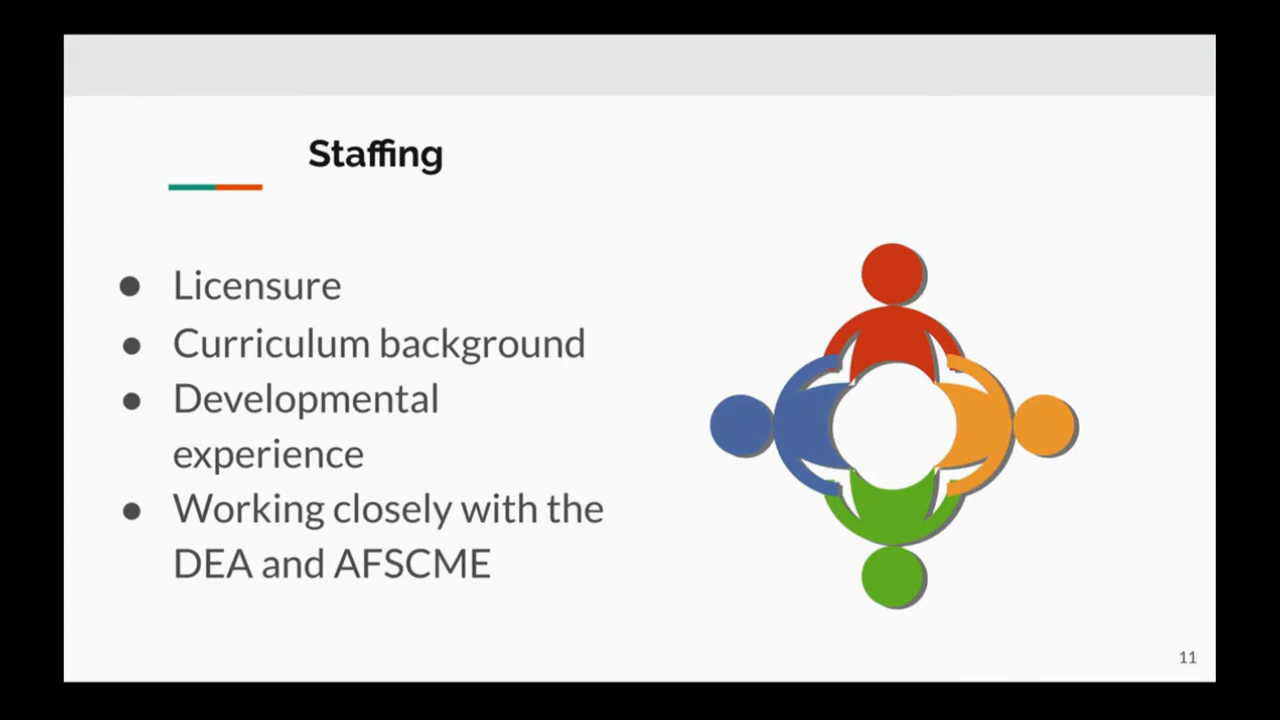 Staffing
● Licensure
● Curriculum background
● Developmental
experience
● Working closely with the
DEA and AFSCME
11